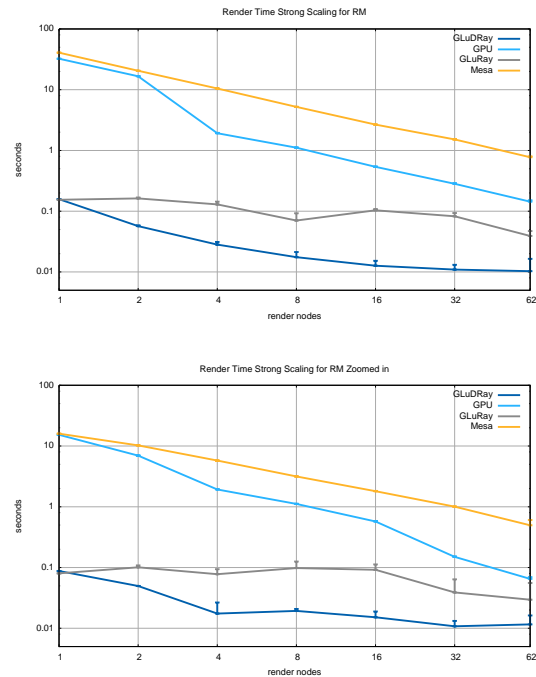 Render Time Strong Scaling for RM
100
10
1
0.1
0.01
seconds
GLuDRay
GPU
GLuRay
Mesa
1 2 4 8 16 32 62
render nodes
Render Time Strong Scaling for RM Zoomed in
100
10
1
0.1
0.01
seconds
GLuDRay
GPU
GLuRay
Mesa
1 2 4 8 16 32 62
render nodes